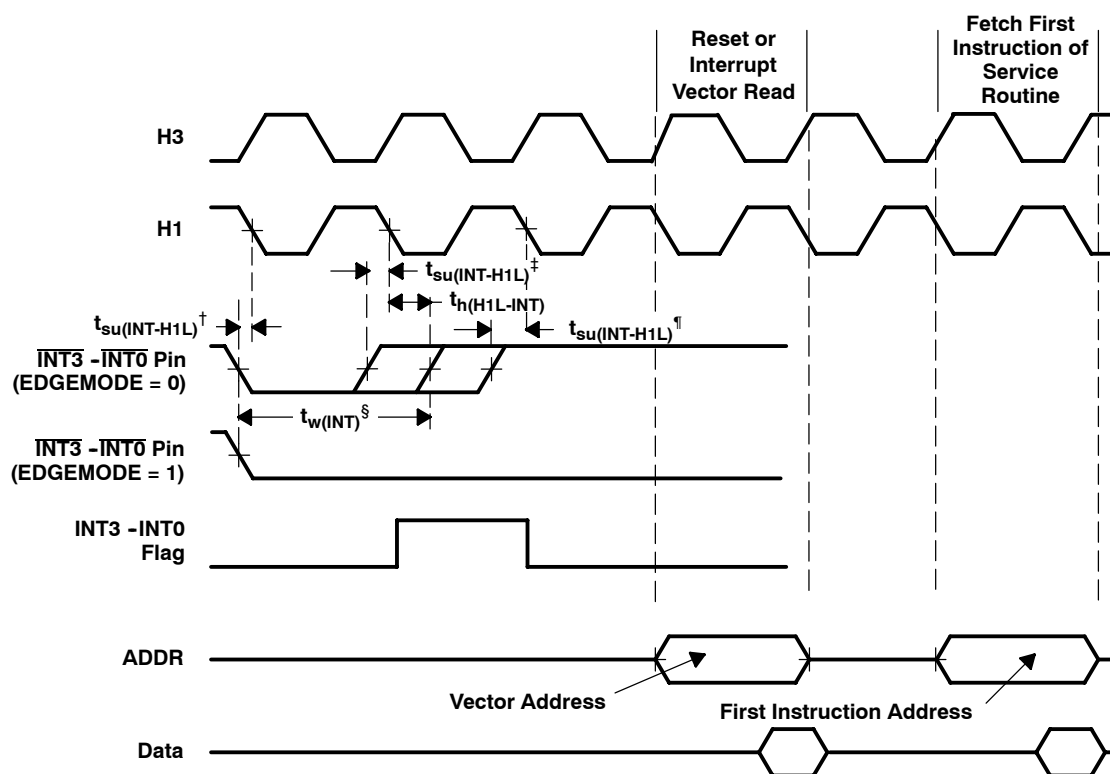 Reset or
Interrupt
Vector Read
Fetch First
Instruction of
Service
Routine
H3
H1
tsu(INT-H1L)‡
th(H1L-INT)
tsu(INT-H1L)†
tsu(INT-H1L)¶
INT3 -INT0 Pin
(EDGEMODE = 0)
tw(INT)§
INT3 -INT0 Pin
(EDGEMODE = 1)
INT3 -INT0
Flag
ADDR
Vector Address
First Instruction Address
Data